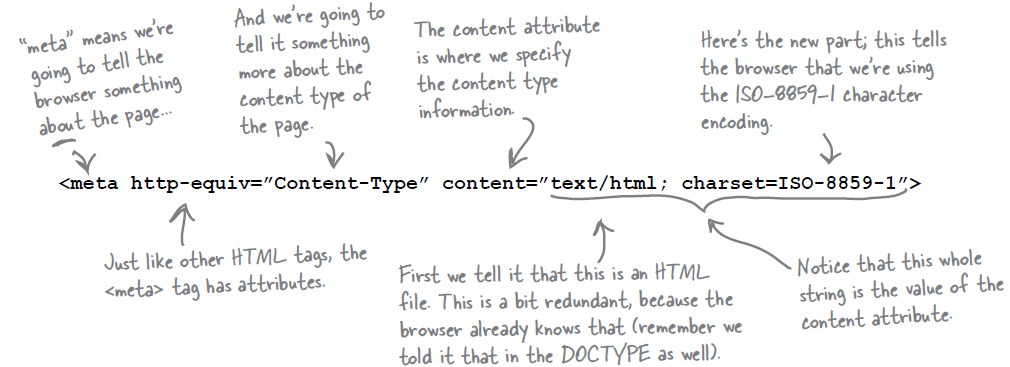 “meta” means we’re
going to tell the
browser something
about the page...
And we’re going to
tell it something
more about the
content type of
the page.
The content attribute
is where we specify
the content type
information.
Here’s the new part; this tells
the browser that we’re using
the ISO-8859-1 character
encoding.
<meta http-equiv=”Content-Type” content=”text/html; charset=ISO-8859-1”>
Just like other HTML tags, the
<meta> tag has attributes.
First we tell it that this is an HTML
file. This is a bit redundant, because the
browser already knows that (remember we
told it that in the DOCTYPE as well).
Notice that this whole
string is the value of the
content attribute.